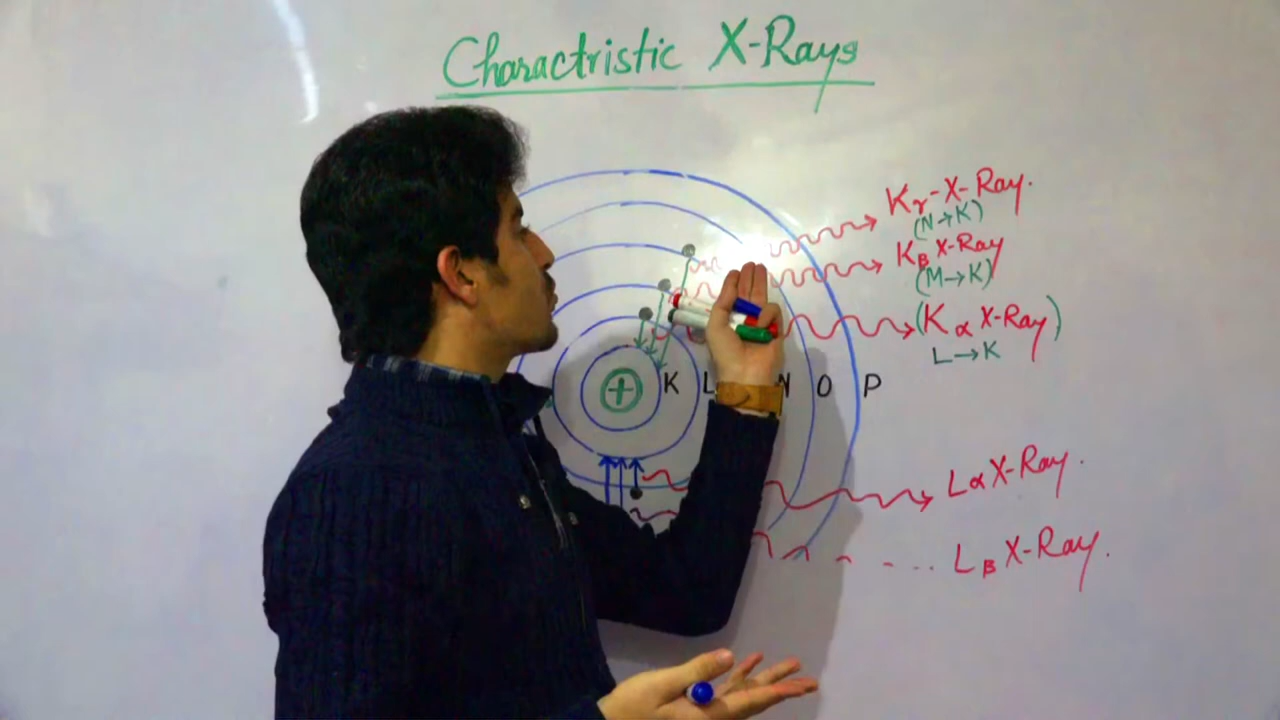 Charactristic X-Rays
Kγ-X-Ray.
(N→K)
Kβ X-Ray
(M→K)
(Kα X-Ray)
L→K
+ K L N O P
Lα X-Ray.
Lβ X-Ray.